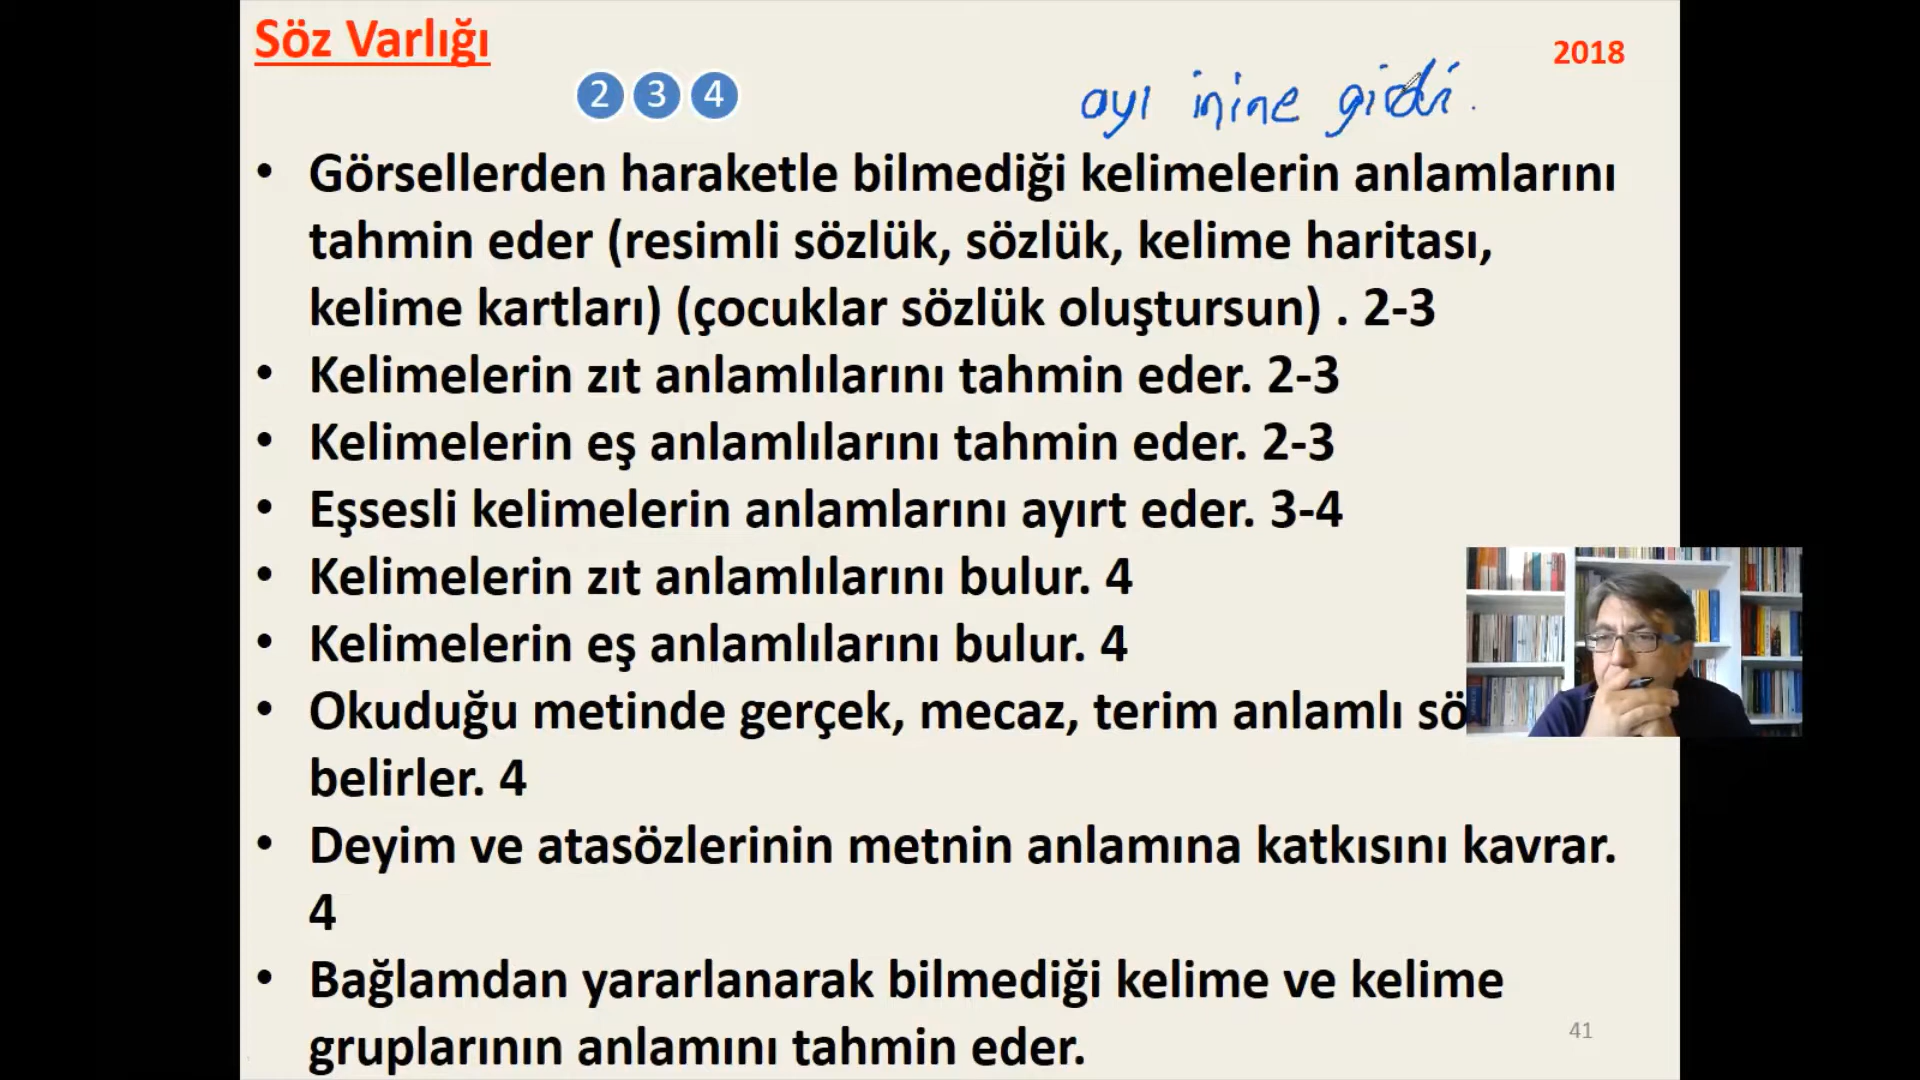 Söz Varlığı
2018
2 3 4
ayı inine girdi.
• Görsellerden haraketle bilmediği kelimelerin anlamlarını
tahmin eder (resimli sözlük, sözlük, kelime haritası,
kelime kartları) (çocuklar sözlük oluştursun) . 2-3
• Kelimelerin zıt anlamlılarını tahmin eder. 2-3
• Kelimelerin eş anlamlılarını tahmin eder. 2-3
• Eşsesli kelimelerin anlamlarını ayırt eder. 3-4
• Kelimelerin zıt anlamlılarını bulur. 4
• Kelimelerin eş anlamlılarını bulur. 4
• Okuduğu metinde gerçek, mecaz, terim anlamlı
belirler. 4
• Deyim ve atasözlerinin metnin anlamına katkısını kavrar.
4
• Bağlamdan yararlanarak bilmediği kelime ve kelime
gruplarının anlamını tahmin eder.
41